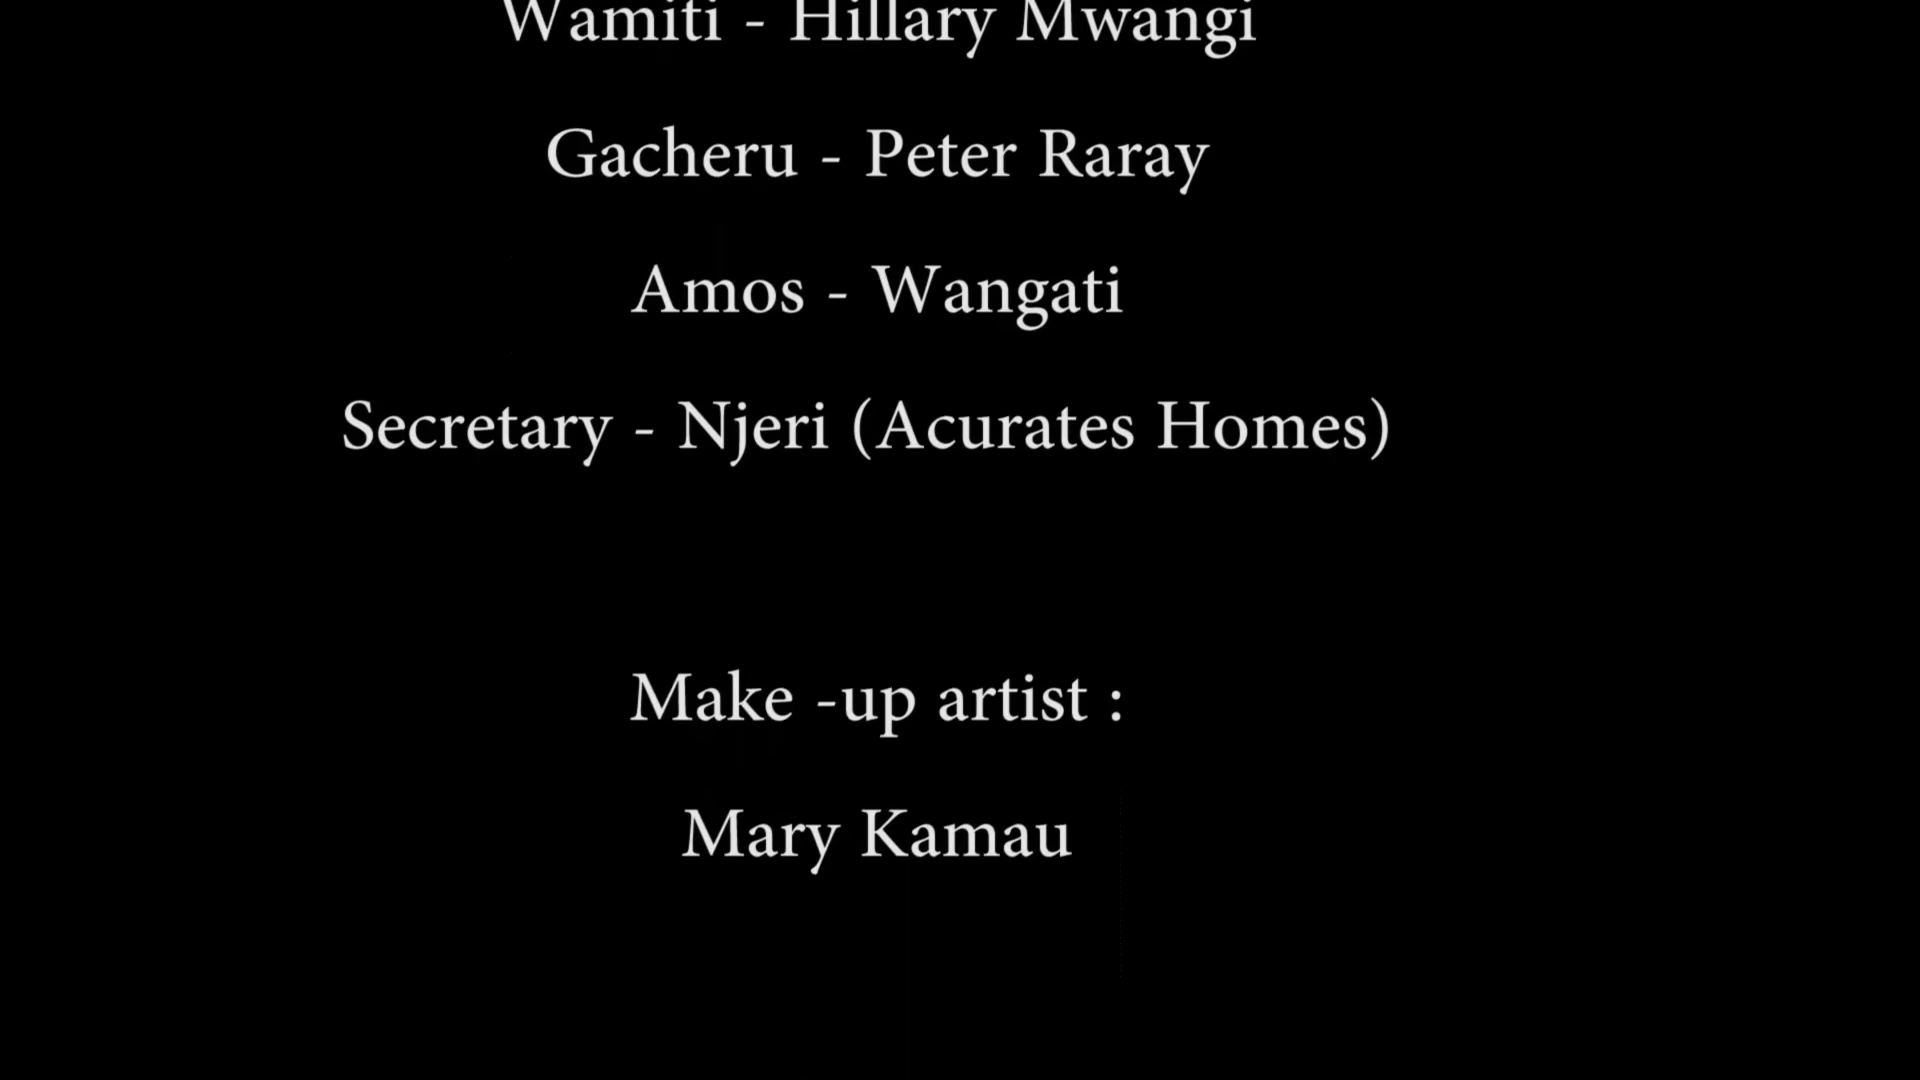 Wamiti - Hillary Mwangi
Gacheru - Peter Raray
Amos - Wangati
Secretary - Njeri (Acurates Homes)
Make -up artist :
Mary Kamau